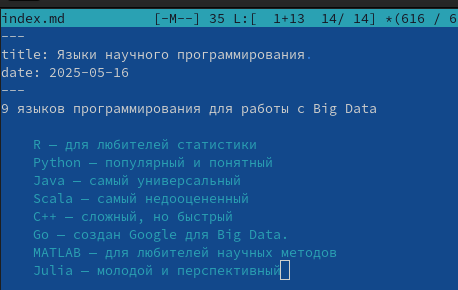 index.md [-M--] 35 L:[ 1+13 14/ 14] *(616 / 6
---
title: Языки научного программирования.
date: 2025-05-16
---
9 языков программирования для работы с Big Data
R — для любителей статистики
Python — популярный и понятный
Java — самый универсальный
Scala — самый недооцененный
C++ — сложный, но быстрый
Go — создан Google для Big Data.
MATLAB — для любителей научных методов
Julia — молодой и перспективный